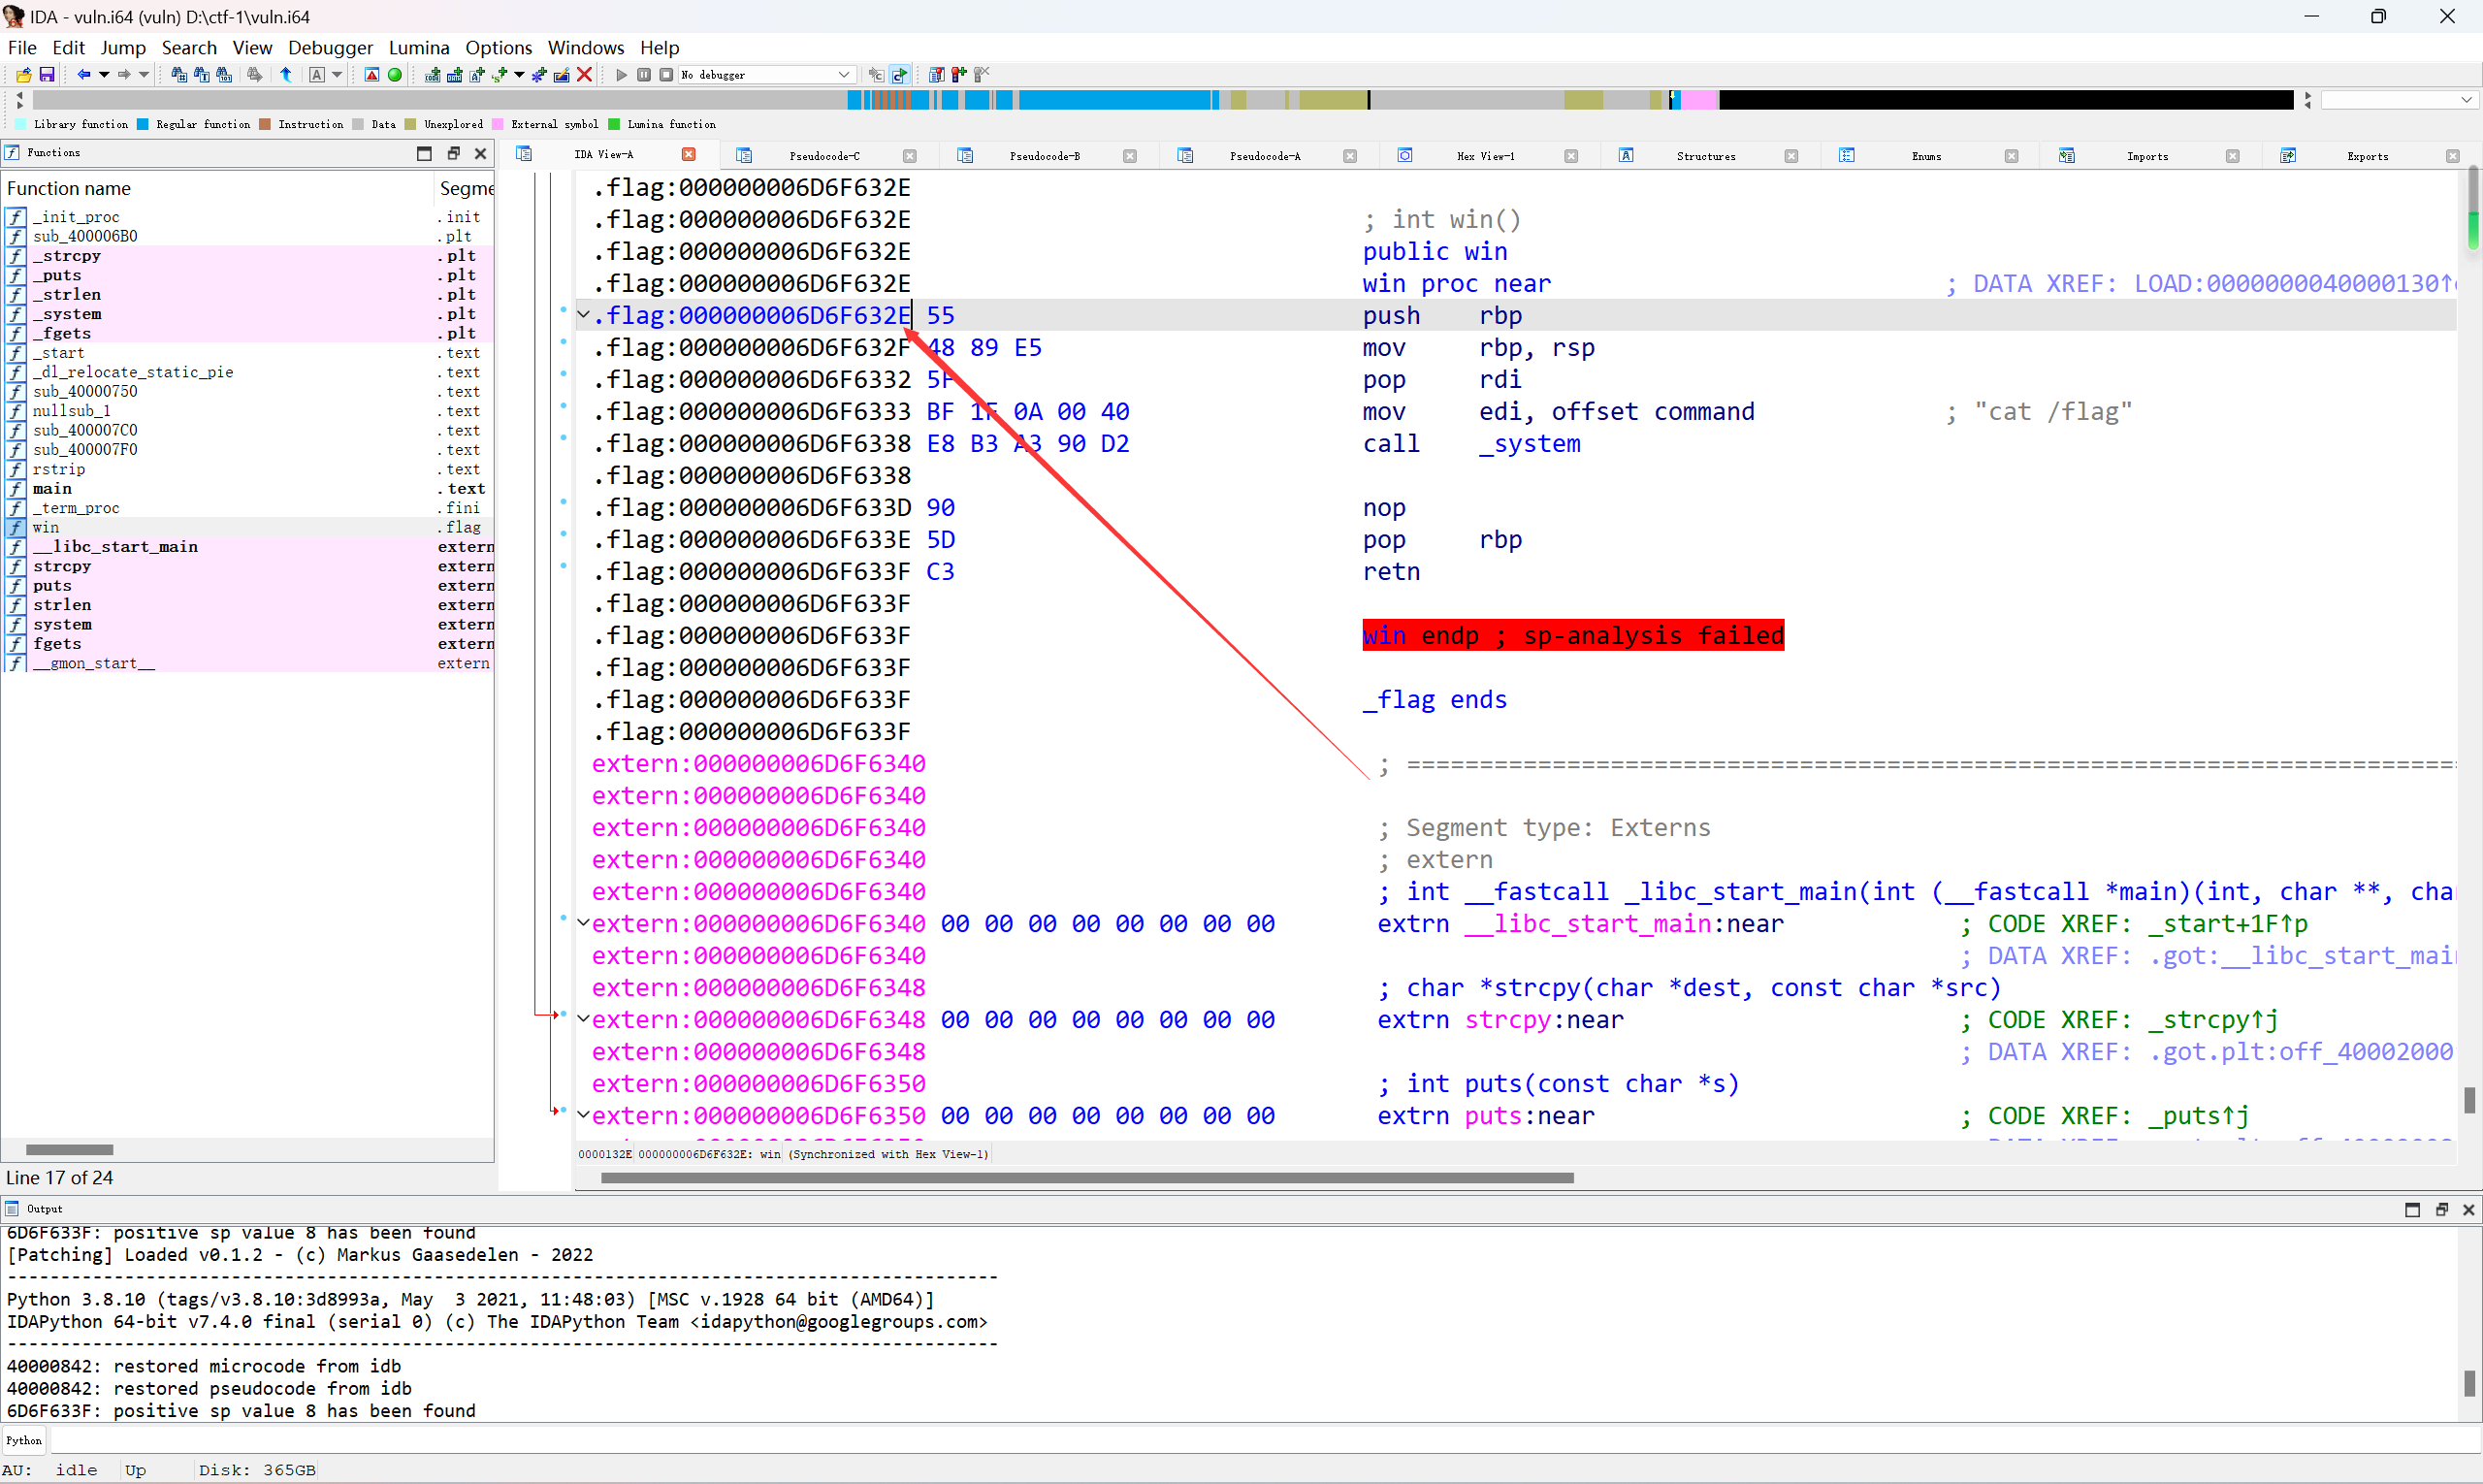 IDA - vuln.i64 (vuln) D:\ctf-1\vuln.i64
File Edit Jump Search View Debugger Lumina Options Windows Help
No debugger
Library function Regular function Instruction Data Unexplored External symbol Lumina function
Functions
IDA View-A Pseudocode-C Pseudocode-B Pseudocode-A Hex View-1 Structures Enums Imports Exports
Function name Segme
_init_proc .init
sub_400006B0 .plt
_strcpy .plt
_puts .plt
_strlen .plt
_system .plt
_fgets .plt
_start .text
_dl_relocate_static_pie .text
sub_40000750 .text
nullsub_1 .text
sub_400007C0 .text
sub_400007F0 .text
rstrip .text
main .text
_term_proc .fini
win .flag
__libc_start_main extern
strcpy extern
puts extern
strlen extern
system extern
fgets extern
__gmon_start__ extern
Line 17 of 24
.flag:000000006D6F632E
.flag:000000006D6F632E ; int win()
.flag:000000006D6F632E public win
.flag:000000006D6F632E win proc near ; DATA XREF: LOAD:0000000040000130↑
.flag:000000006D6F632E 55 push rbp
.flag:000000006D6F632F 48 89 E5 mov rbp, rsp
.flag:000000006D6F6332 5F pop rdi
.flag:000000006D6F6333 BF 1F 0A 00 40 mov edi, offset command ; "cat /flag"
.flag:000000006D6F6338 E8 B3 A3 90 D2 call _system
.flag:000000006D6F6338
.flag:000000006D6F633D 90 nop
.flag:000000006D6F633E 5D pop rbp
.flag:000000006D6F633F C3 retn
.flag:000000006D6F633F
.flag:000000006D6F633F win endp ; sp-analysis failed
.flag:000000006D6F633F
.flag:000000006D6F633F _flag ends
.flag:000000006D6F633F
extern:000000006D6F6340 ; =========================================================================
extern:000000006D6F6340
extern:000000006D6F6340 ; Segment type: Externs
extern:000000006D6F6340 ; extern
extern:000000006D6F6340 ; int __fastcall _libc_start_main(int (__fastcall *main)(int, char **, cha
extern:000000006D6F6340 00 00 00 00 00 00 00 00 extrn __libc_start_main:near ; CODE XREF: _start+1F↑p
extern:000000006D6F6340 ; DATA XREF: .got:__libc_start_mai
extern:000000006D6F6348 ; char *strcpy(char *dest, const char *src)
extern:000000006D6F6348 00 00 00 00 00 00 00 00 extrn strcpy:near ; CODE XREF: _strcpy↑j
extern:000000006D6F6348 ; DATA XREF: .got.plt:off_40002000
extern:000000006D6F6350 ; int puts(const char *s)
extern:000000006D6F6350 00 00 00 00 00 00 00 00 extrn puts:near ; CODE XREF: _puts↑j
0000132E 000000006D6F632E: win (Synchronized with Hex View-1)
Output
6D6F633F: positive sp value 8 has been found
[Patching] Loaded v0.1.2 - (c) Markus Gaasedelen - 2022
---------------------------------------------------------------------------------------------
Python 3.8.10 (tags/v3.8.10:3d8993a, May  3 2021, 11:48:03) [MSC v.1928 64 bit (AMD64)]
IDAPython 64-bit v7.4.0 final (serial 0) (c) The IDAPython Team <idapython@googlegroups.com>
---------------------------------------------------------------------------------------------
40000842: restored microcode from idb
40000842: restored pseudocode from idb
6D6F633F: positive sp value 8 has been found
Python
AU: idle Up Disk: 365GB